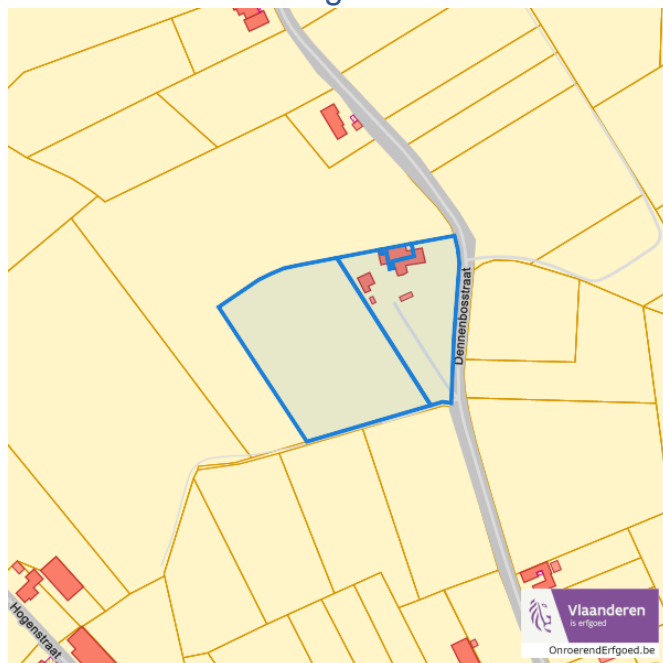 Dennenbosstraat
Hogenstraat
Vlaanderen
is erfgoed
OnroerendErfgoed.be